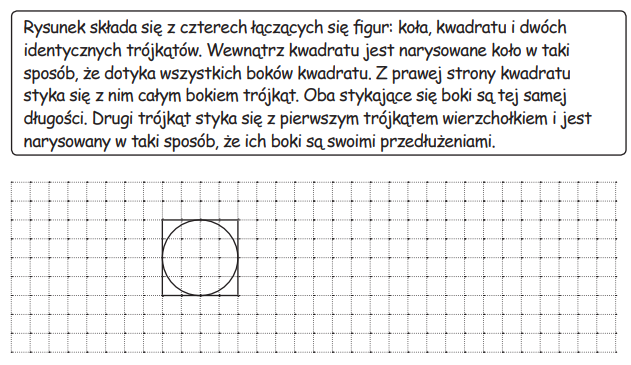 Rysunek składa się z czterech łączących się figur: koła, kwadratu i dwóch
identycznych trójkątów. Wewnątrz kwadratu jest narysowane koło w taki
sposób, że dotyka wszystkich boków kwadratu. Z prawej strony kwadratu
styka się z nim całym bokiem trójkąt. Oba stykające się boki są tej samej
długości. Drugi trójkąt styka się z pierwszym trójkątem wierzchołkiem i jest
narysowany w taki sposób, że ich boki są swoimi przedłużeniami.